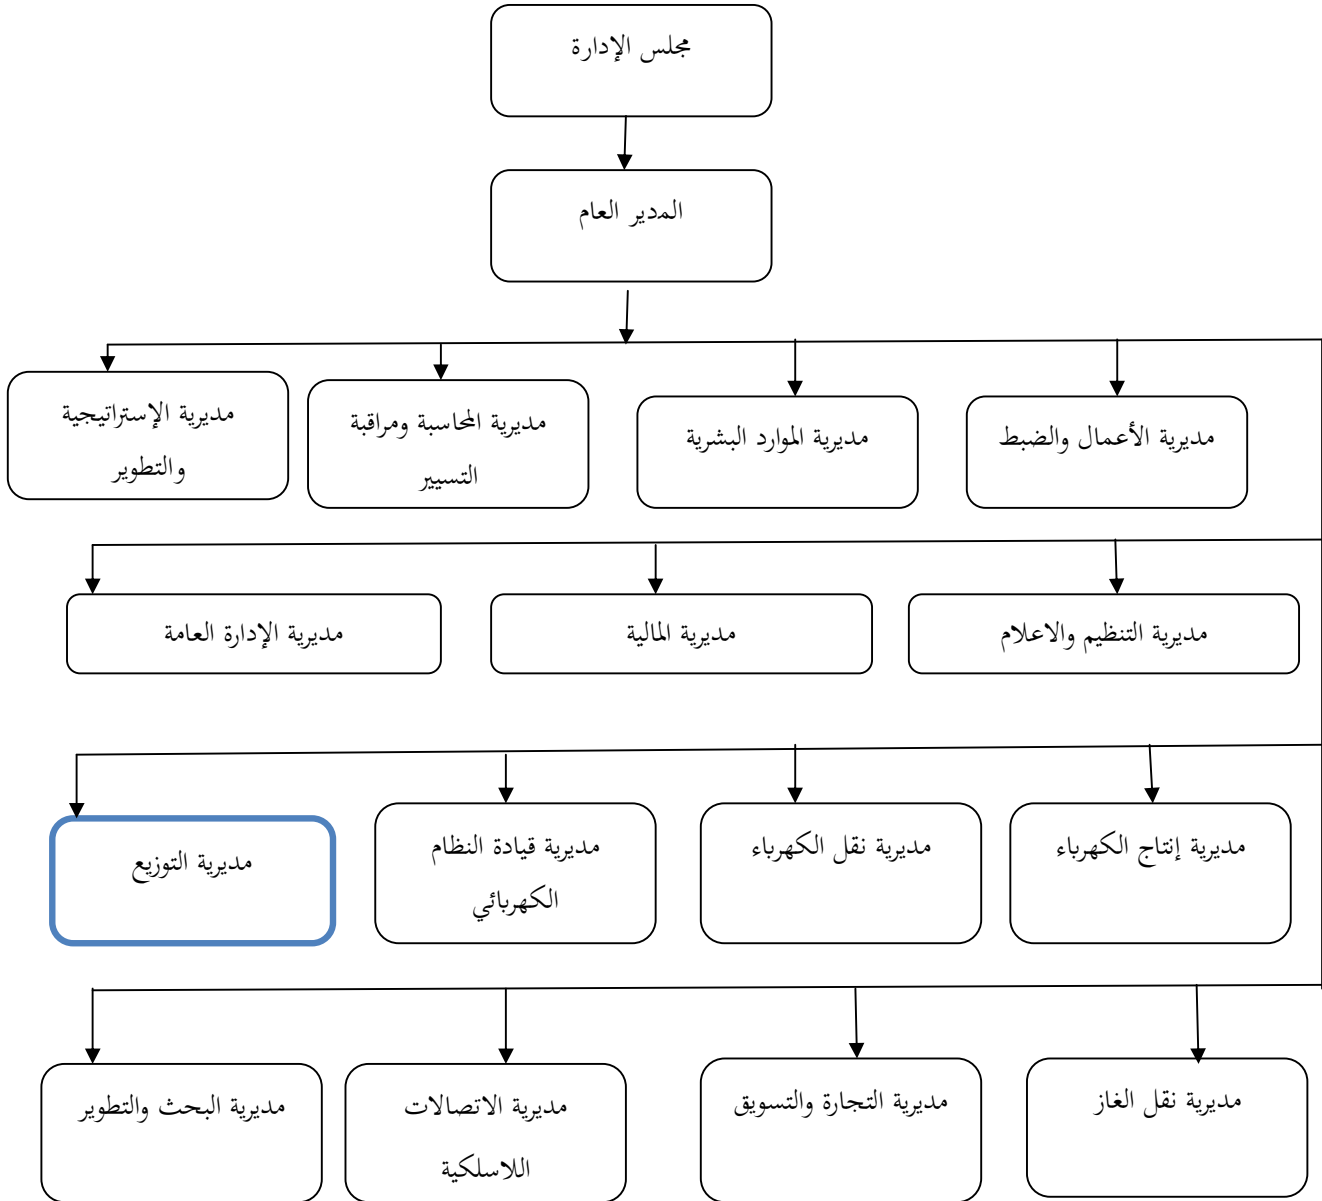 مجلس الإدارة
المدير العام
مديرية الأعمال والضبط
مديرية الموارد البشرية
مديرية المحاسبة ومراقبة
التسيير
مديرية الإستراتيجية
والتطوير
مديرية التنظيم والاعلام
مديرية المالية
مديرية الإدارة العامة
مديرية إنتاج الكهرباء
مديرية نقل الكهرباء
مديرية قيادة النظام
الكهربائي
مديرية التوزيع
مديرية نقل الغاز
مديرية التجارة والتسويق
مديرية الاتصالات
اللاسلكية
مديرية البحث والتطوير